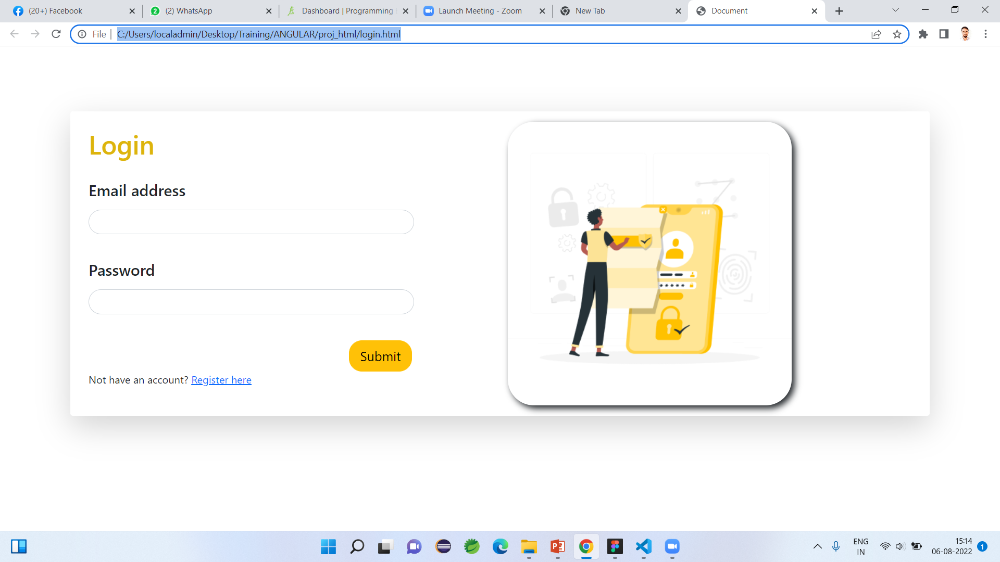 (20+) Facebook
(2) WhatsApp
Dashboard | Programming
Launch Meeting - Zoom
New Tab
Document
File
C:/Users/localadmin/Desktop/Training/ANGULAR/proj_html/login.html
Login
Email address
Password
*****
Submit
Not have an account? Register here
ENG
IN
15:14
06-08-2022
1